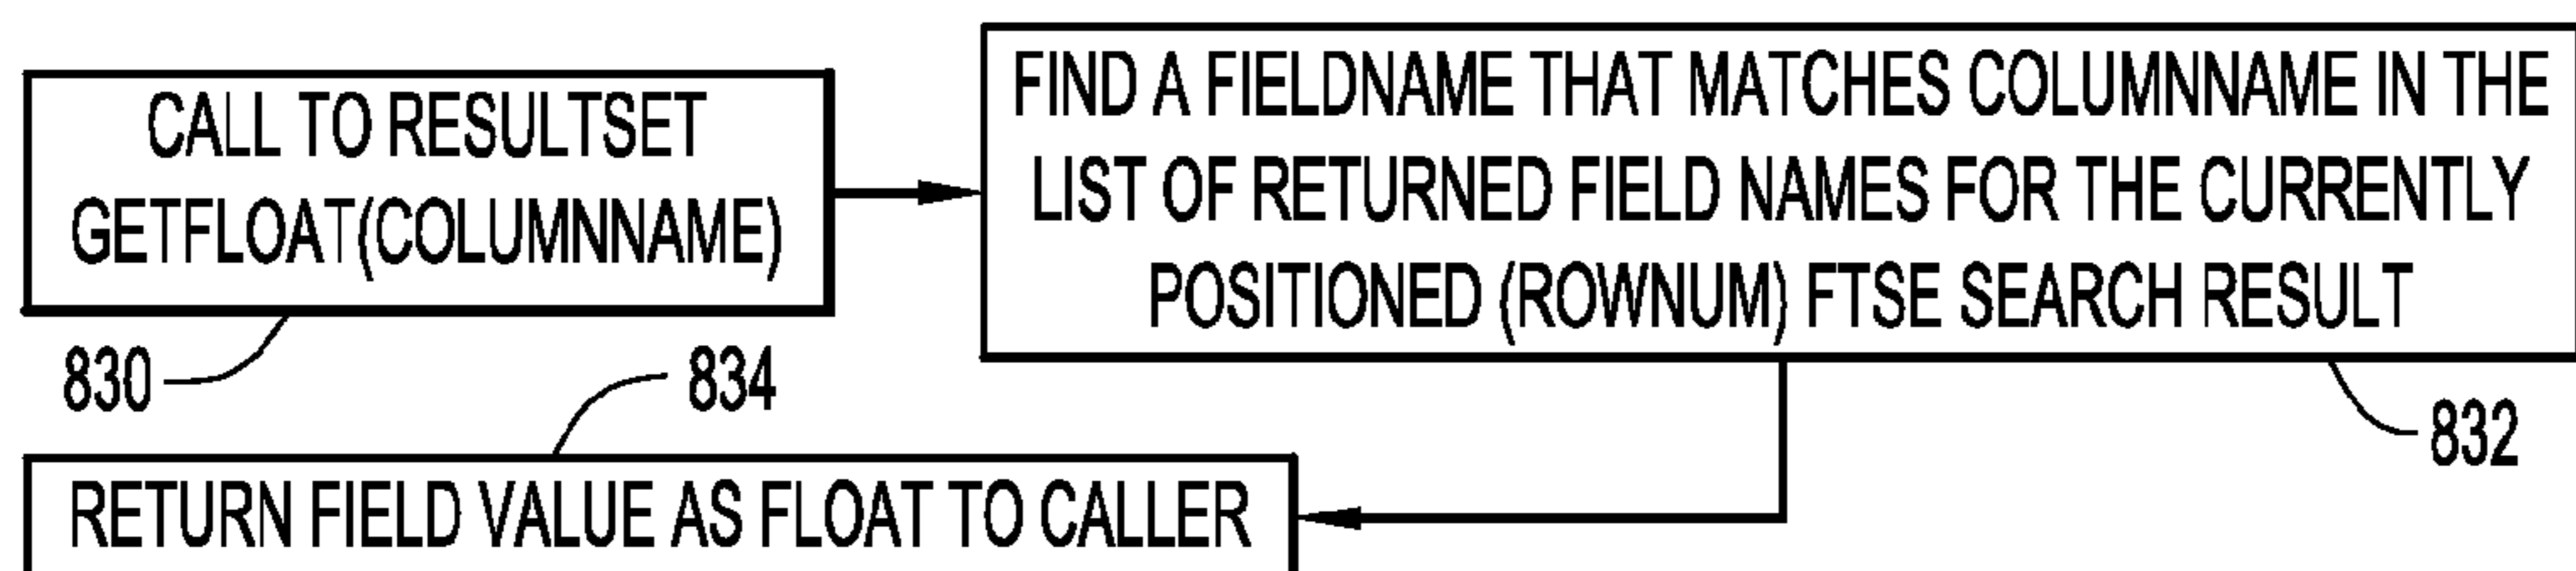 CALL TO RESULTSET
GETFLOAT(COLUMNNAME)
830
FIND A FIELDNAME THAT MATCHES COLUMNNAME IN THE
LIST OF RETURNED FIELD NAMES FOR THE CURRENTLY
POSITIONED (ROWNUM) FTSE SEARCH RESULT
832
834
RETURN FIELD VALUE AS FLOAT TO CALLER